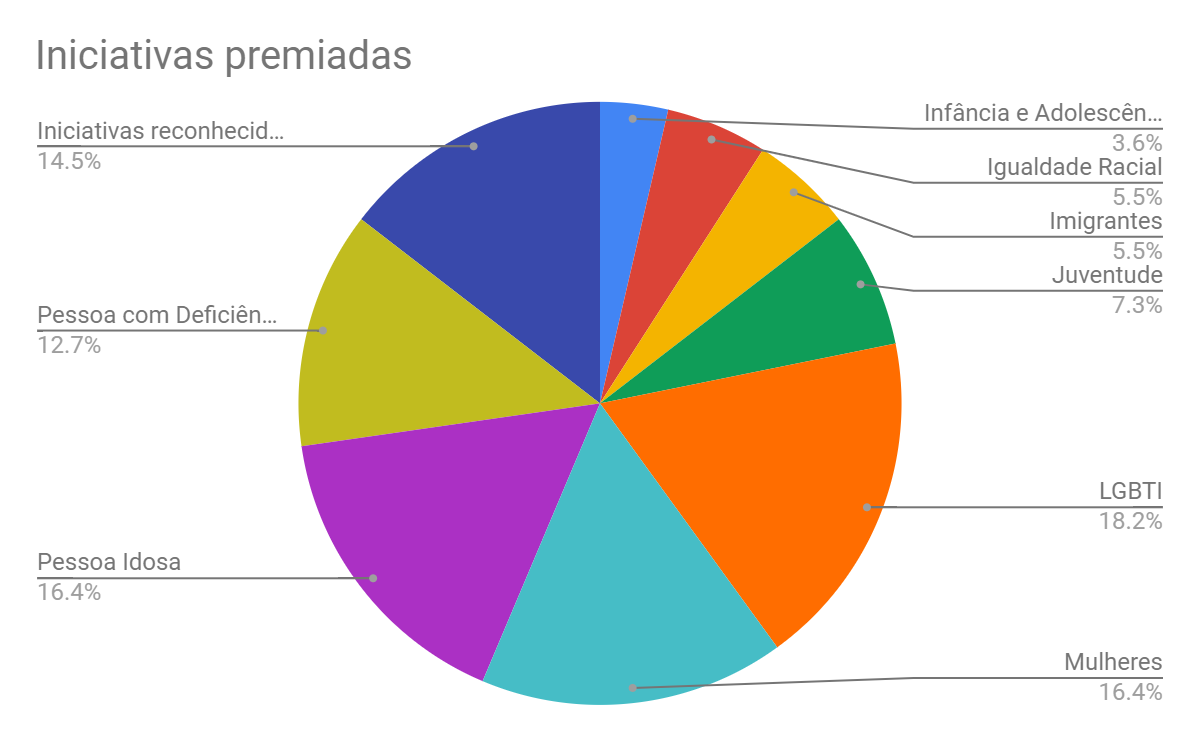 Iniciativas premiadas
Infância e Adolescên…
3.6%
Igualdade Racial
5.5%
Imigrantes
5.5%
Juventude
7.3%
LGBTI
18.2%
Mulheres
16.4%
Iniciativas reconhecid…
14.5%
Pessoa com Deficiên…
12.7%
Pessoa Idosa
16.4%